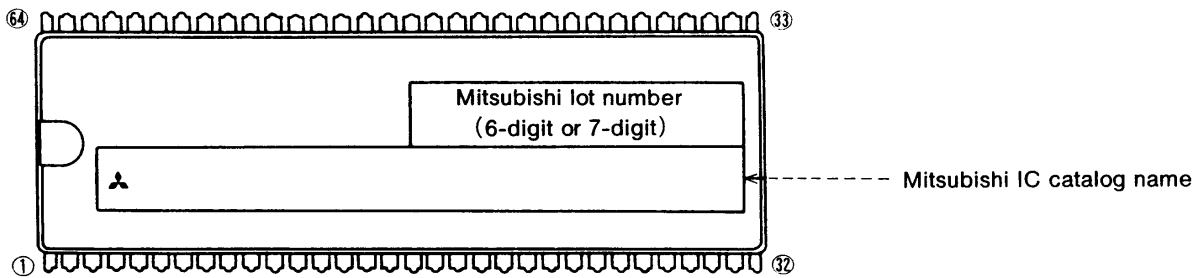 64 33
Mitsubishi lot number
(6-digit or 7-digit)
Mitsubishi IC catalog name
1 32